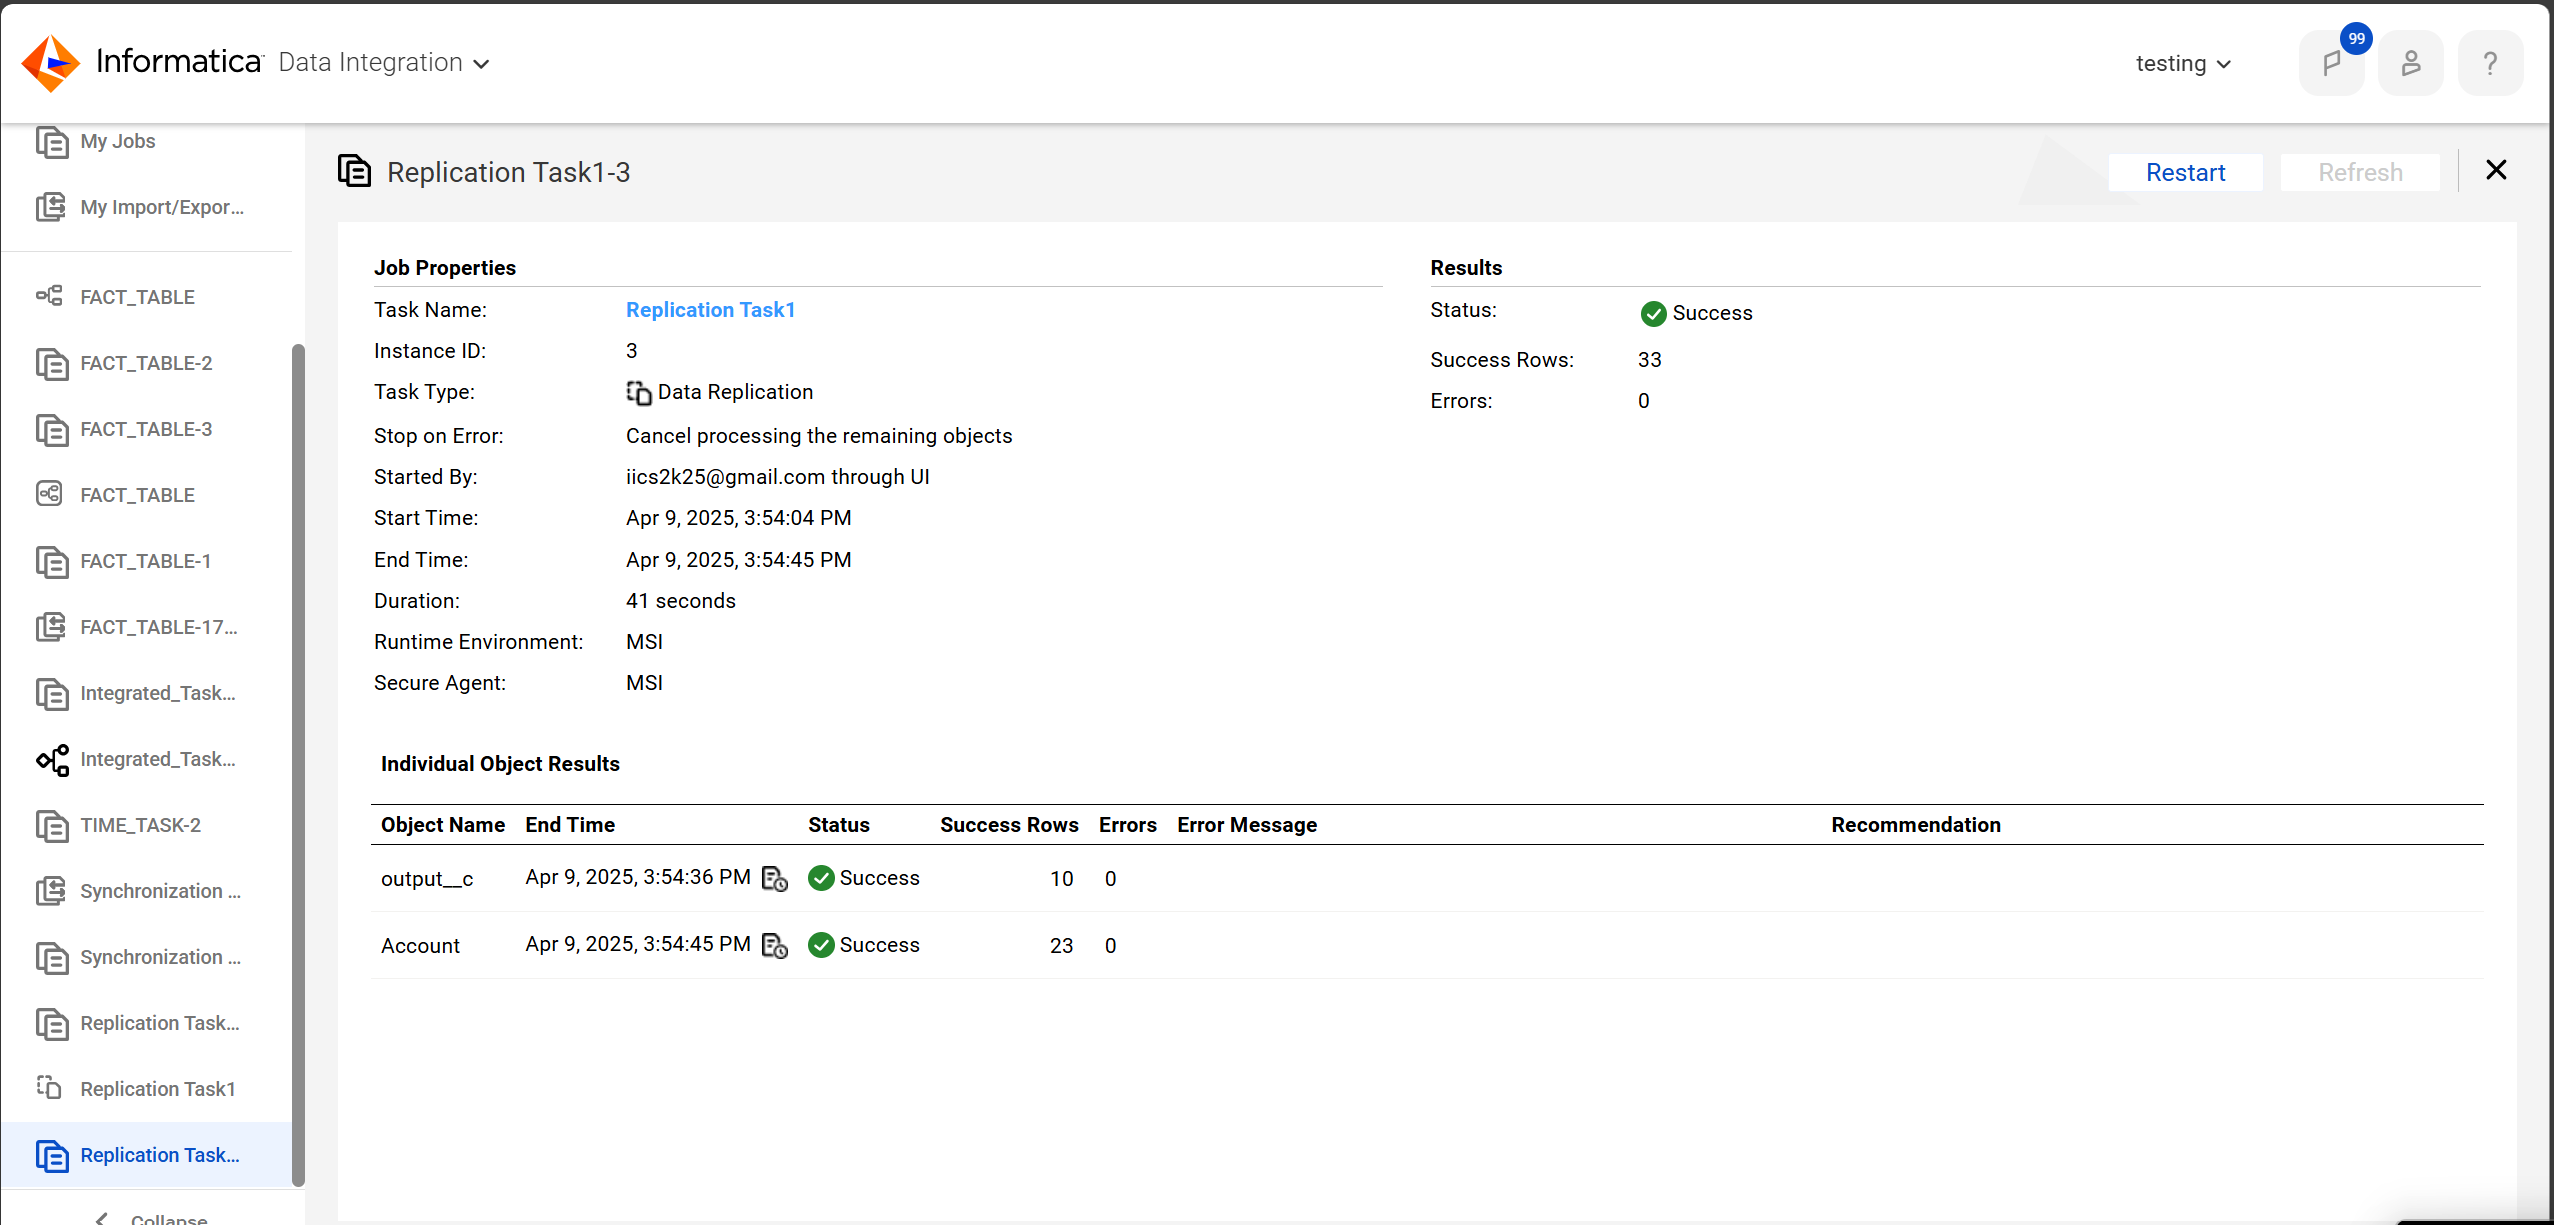 Informatica Data Integration
testing
99
?
My Jobs
My Import/Expor...
FACT_TABLE
FACT_TABLE-2
FACT_TABLE-3
FACT_TABLE
FACT_TABLE-1
FACT_TABLE-17...
Integrated_Task...
Integrated_Task...
TIME_TASK-2
Synchronization ...
Synchronization ...
Replication Task...
Replication Task1
Replication Task...
Collapse
Replication Task1-3
Restart
Refresh
Job Properties
Task Name: Replication Task1
Instance ID: 3
Task Type: Data Replication
Stop on Error: Cancel processing the remaining objects
Started By: iics2k25@gmail.com through UI
Start Time: Apr 9, 2025, 3:54:04 PM
End Time: Apr 9, 2025, 3:54:45 PM
Duration: 41 seconds
Runtime Environment: MSI
Secure Agent: MSI
Results
Status: Success
Success Rows: 33
Errors: 0
Individual Object Results
Object Name End Time Status Success Rows Errors Error Message Recommendation
output__c Apr 9, 2025, 3:54:36 PM Success 10 0
Account Apr 9, 2025, 3:54:45 PM Success 23 0